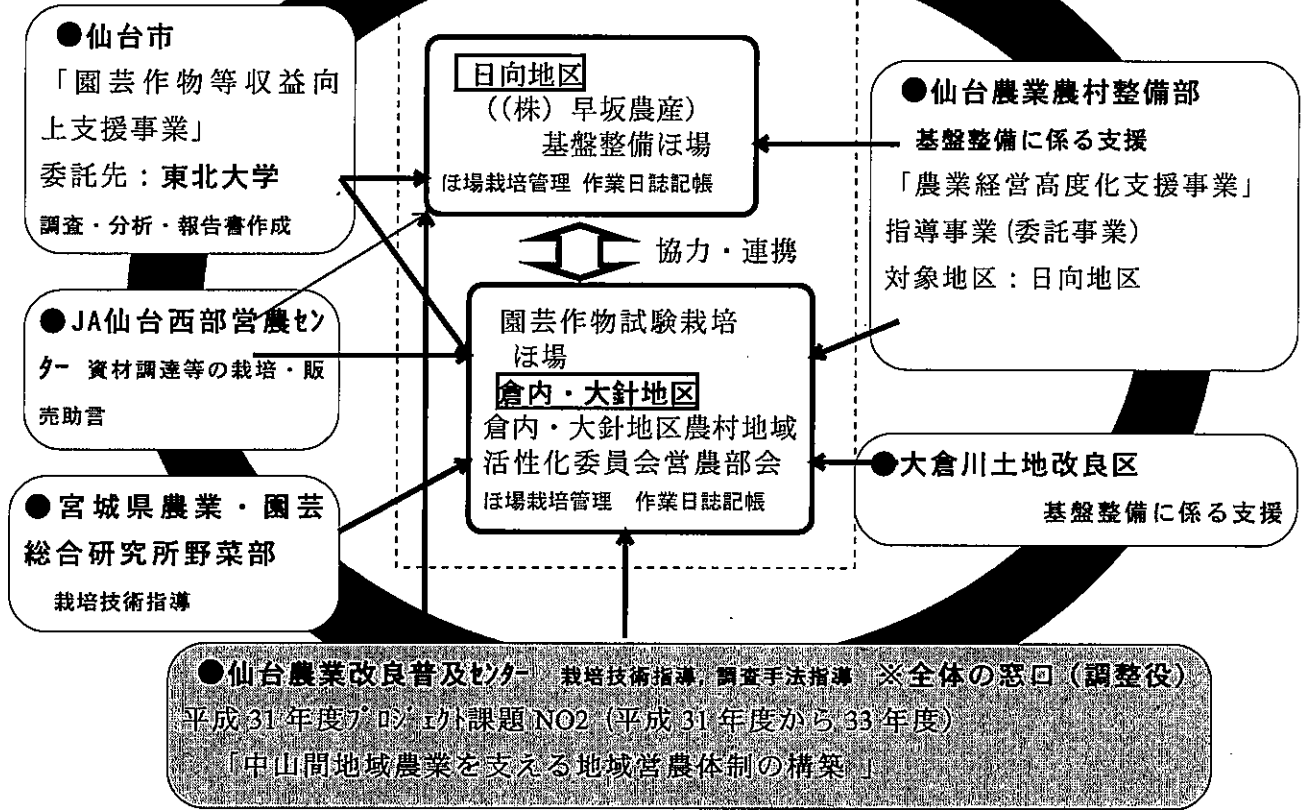 ●仙台市
「園芸作物等収益向
上支援事業」
委託先：東北大学
調査・分析・報告書作成
日向地区
((株) 早坂農産)
基盤整備ほ場
ほ場栽培管理 作業日誌記帳
●仙台農業農村整備部
基盤整備に係る支援
「農業経営高度化支援事業」
指導事業(委託事業)
対象地区：日向地区
協力・連携
●JA仙台西部営農ｾﾝ
ﾀｰ 資材調達等の栽培・販
売助言
園芸作物試験栽培
ほ場
倉内・大針地区
倉内・大針地区農村地域
活性化委員会営農部会
ほ場栽培管理 作業日誌記帳
●大倉川土地改良区
基盤整備に係る支援
●宮城県農業・園芸
総合研究所野菜部
栽培技術指導
●仙台農業改良普及ｾﾝﾀｰ 栽培技術指導, 調査手法指導 ※全体の窓口（調整役）
平成31年度ﾌﾟﾛｼﾞｪｸﾄ課題NO2（平成31年度から33年度）
「中山間地域農業を支える地域営農体制の構築 」